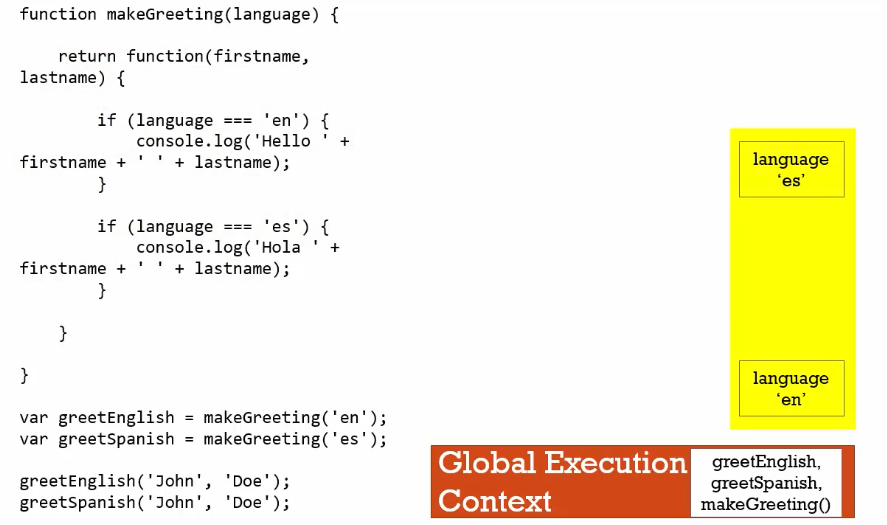 function makeGreeting(language) {
    return function(firstname,
lastname) {
        if (language === 'en') {
            console.log('Hello ' +
firstname + ' ' + lastname);
        }
        if (language === 'es') {
            console.log('Hola ' +
firstname + ' ' + lastname);
        }
    }
}
var greetEnglish = makeGreeting('en');
var greetSpanish = makeGreeting('es');
greetEnglish('John', 'Doe');
greetSpanish('John', 'Doe');
language
‘es’
language
‘en’
Global Execution
Context
greetEnglish,
greetSpanish,
makeGreeting()